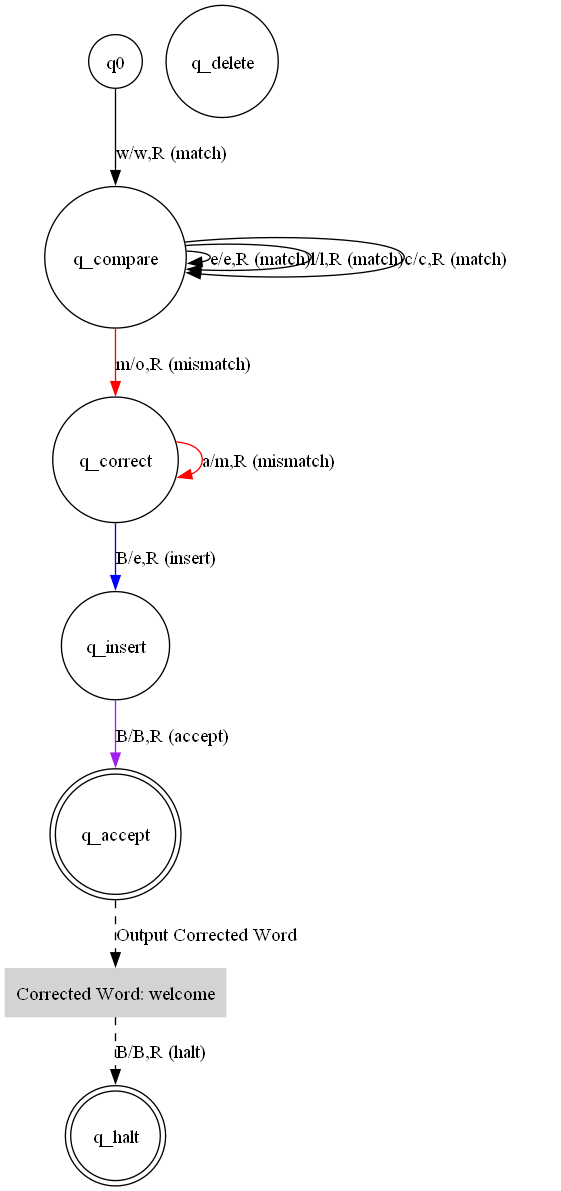 q0
q_delete
w/w,R (match)
q_compare
e/e,R (match)
l/l,R (match)
c/c,R (match)
m/o,R (mismatch)
q_correct
a/m,R (mismatch)
B/e,R (insert)
q_insert
B/B,R (accept)
q_accept
Output Corrected Word
Corrected Word: welcome
B/B,R (halt)
q_halt